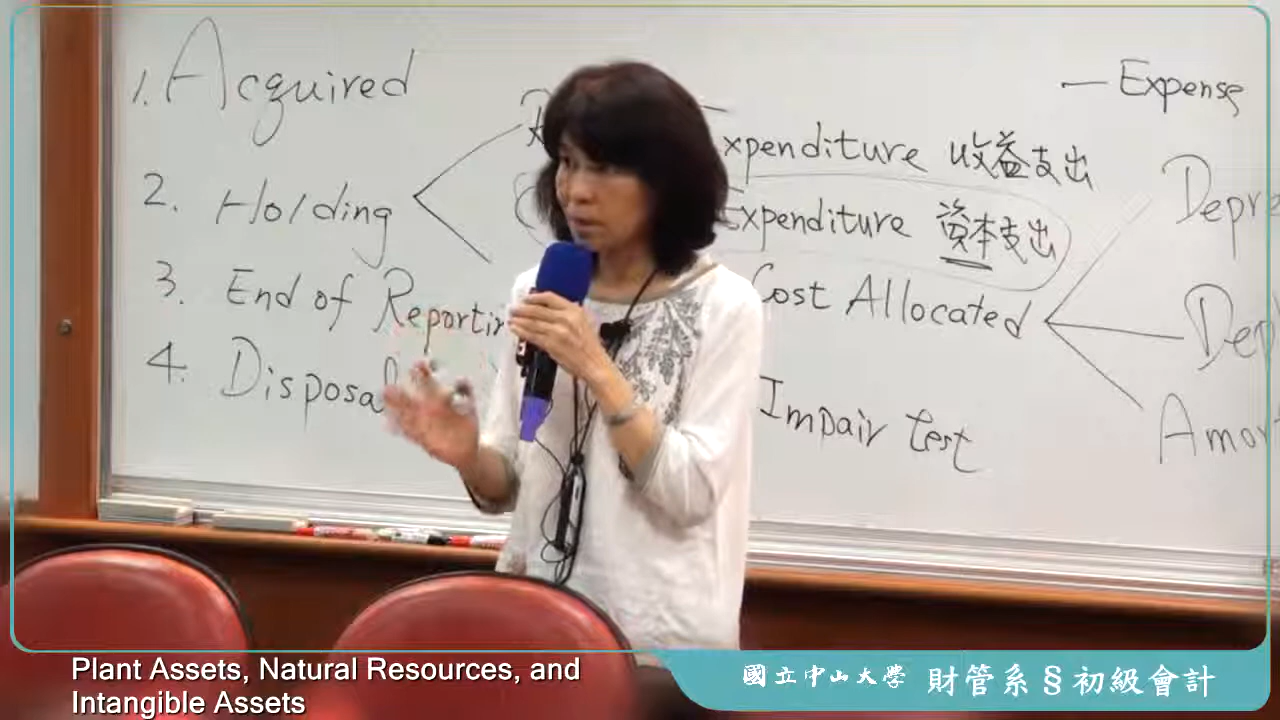 1. Acquired
2. Holding
3. End of Reportin
4. Disposal
xpenditure 收益支出
Expenditure 資本支出
Cost Allocated
Impair test
— Expense
Depre
Dep
Amor
Plant Assets, Natural Resources, and
Intangible Assets
國立中山大學 財管系 § 初級會計